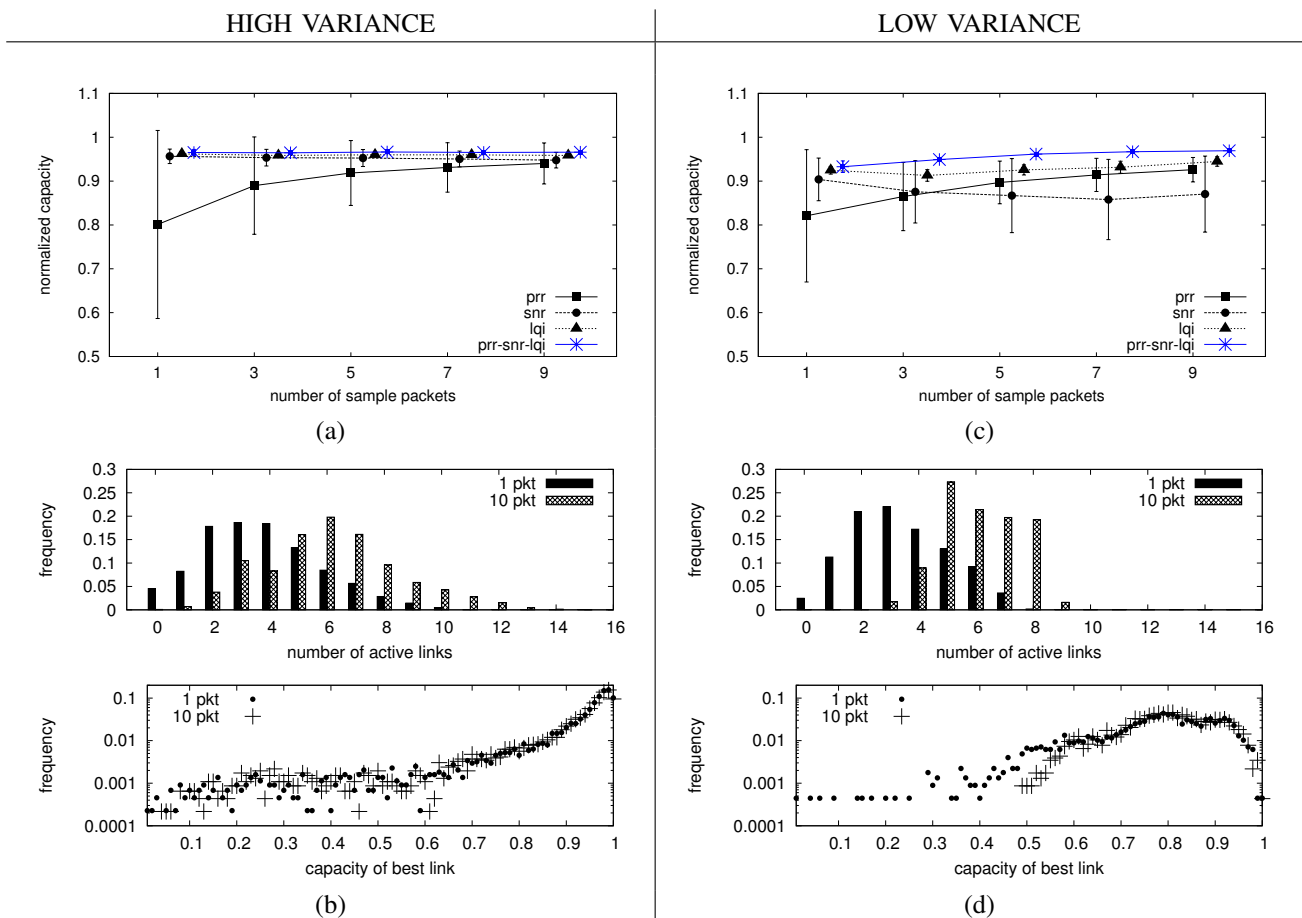 HIGH VARIANCE
LOW VARIANCE
1.1
1
0.9
0.8
0.7
0.6
0.5
normalized capacity
1 3 5 7 9
number of sample packets
prr
snr
lqi
prr-snr-lqi
(a)
1.1
1
0.9
0.8
0.7
0.6
0.5
normalized capacity
1 3 5 7 9
number of sample packets
prr
snr
lqi
prr-snr-lqi
(c)
0.3
0.25
0.2
0.15
0.1
0.05
0
frequency
1 pkt
10 pkt
0 2 4 6 8 10 12 14 16
number of active links
0.1
0.01
0.001
0.0001
frequency
1 pkt
10 pkt
0.1 0.2 0.3 0.4 0.5 0.6 0.7 0.8 0.9 1
capacity of best link
(b)
0.3
0.25
0.2
0.15
0.1
0.05
0
frequency
1 pkt
10 pkt
0 2 4 6 8 10 12 14 16
number of active links
0.1
0.01
0.001
0.0001
frequency
1 pkt
10 pkt
0.1 0.2 0.3 0.4 0.5 0.6 0.7 0.8 0.9 1
capacity of best link
(d)